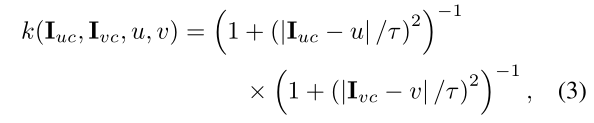 k(I_{uc}, I_{vc}, u, v) = (1 + (|I_{uc} − u| /τ)^2)^{−1}
× (1 + (|I_{vc} − v| /τ)^2)^{−1} , (3)